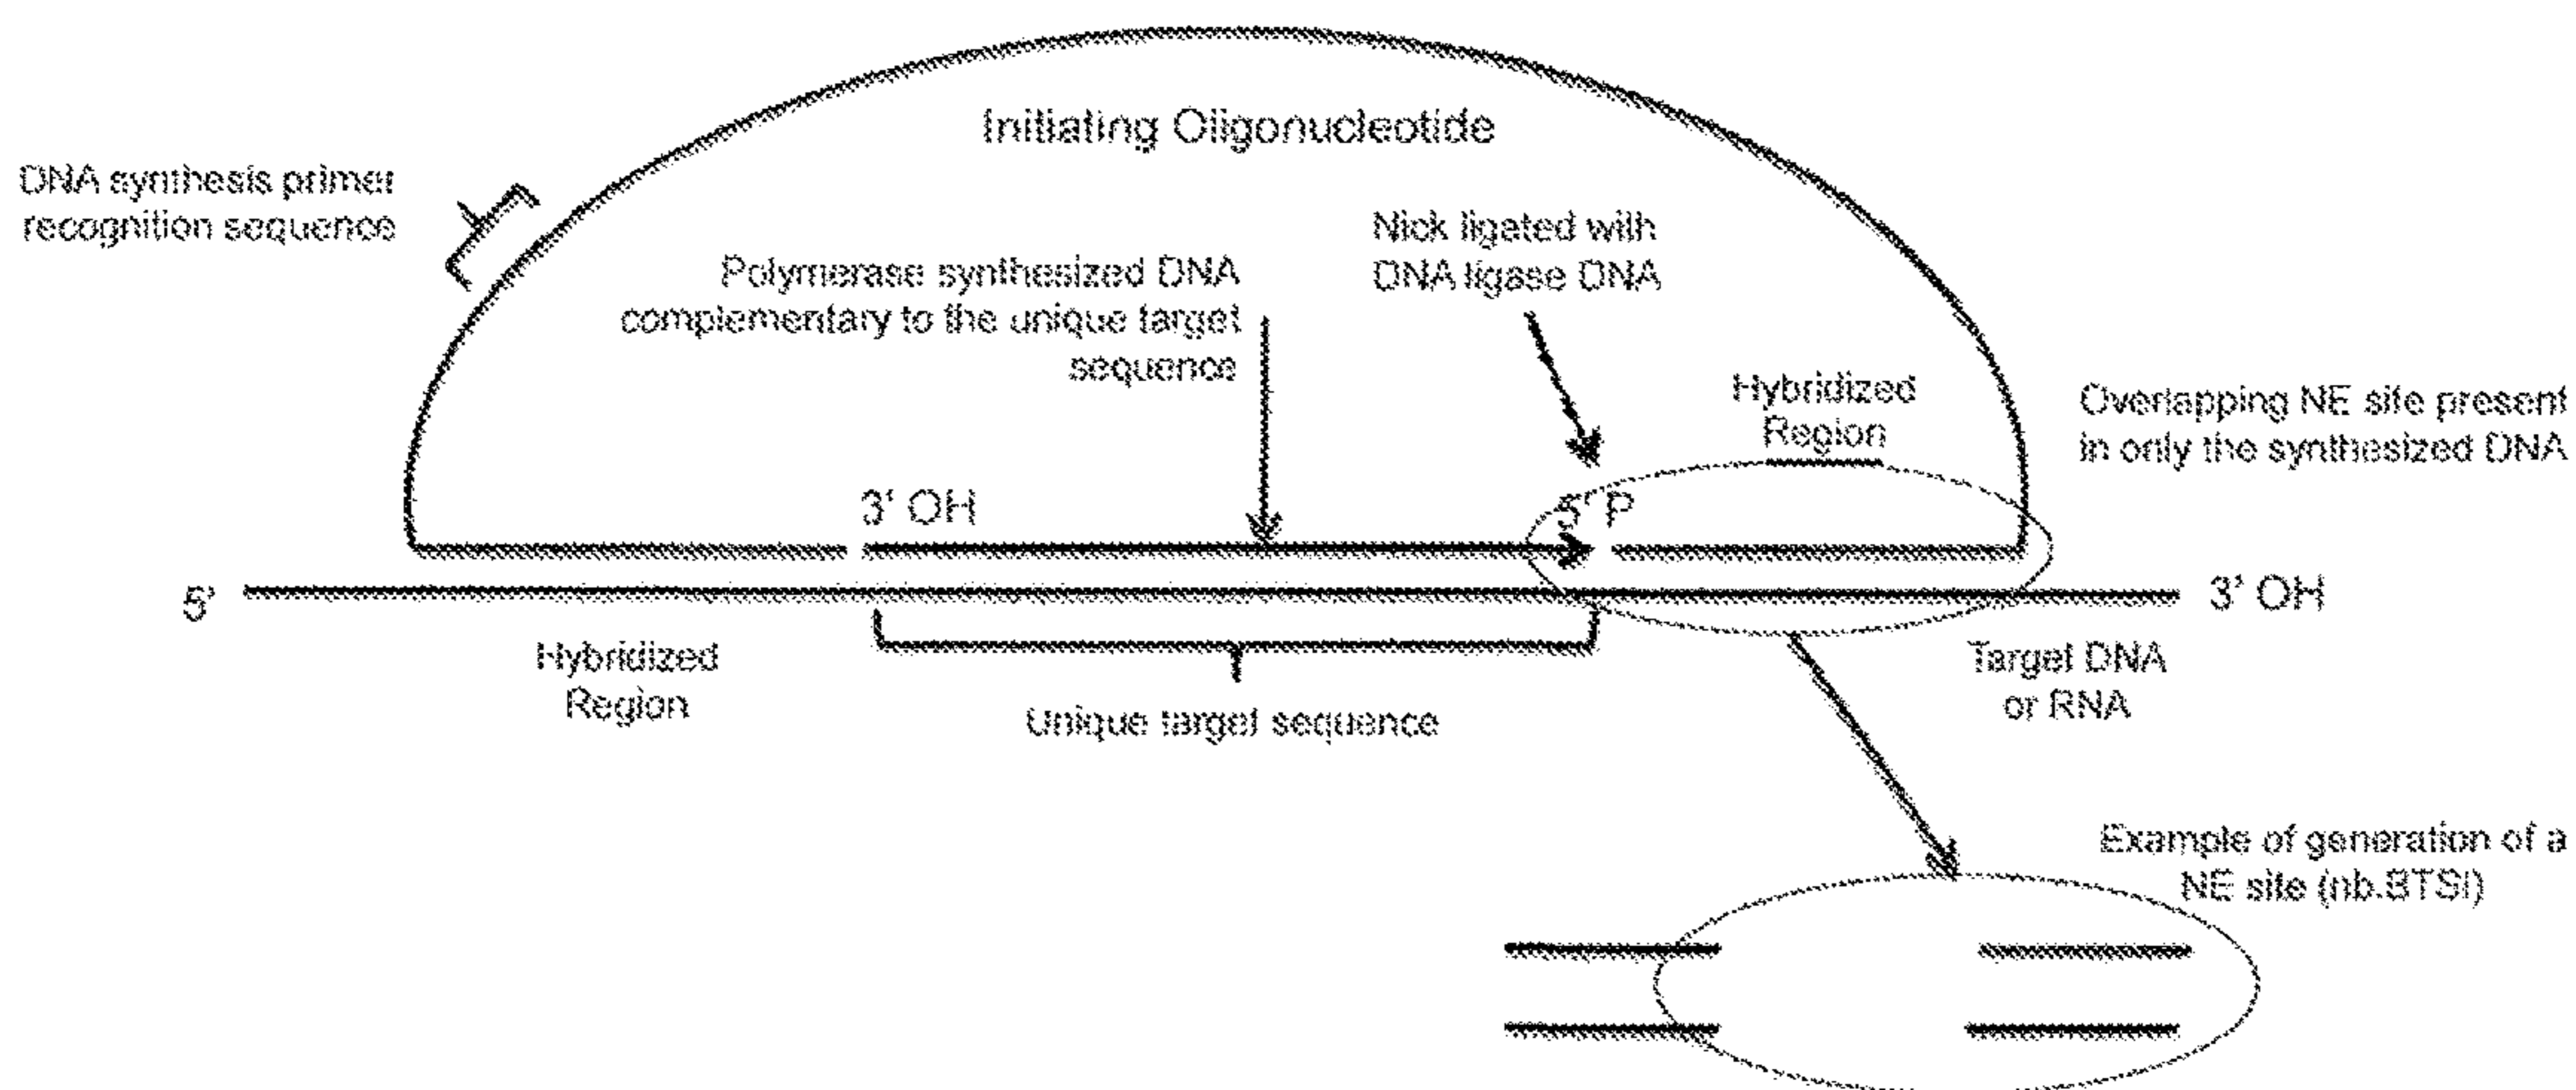 Initiating Oligonucleotide
DNA synthesis primer
recognition sequence
Nick ligated with
DNA ligase DNA
Polymerase synthesized DNA
complementary to the unique target
sequence
Hybridized
Region
Overlapping NE site present
in only the synthesized DNA
3' OH
5' P
5'
3' OH
Hybridized
Region
Unique target sequence
Target DNA
or RNA
Example of generation of a
NE site (nb.BTSI)